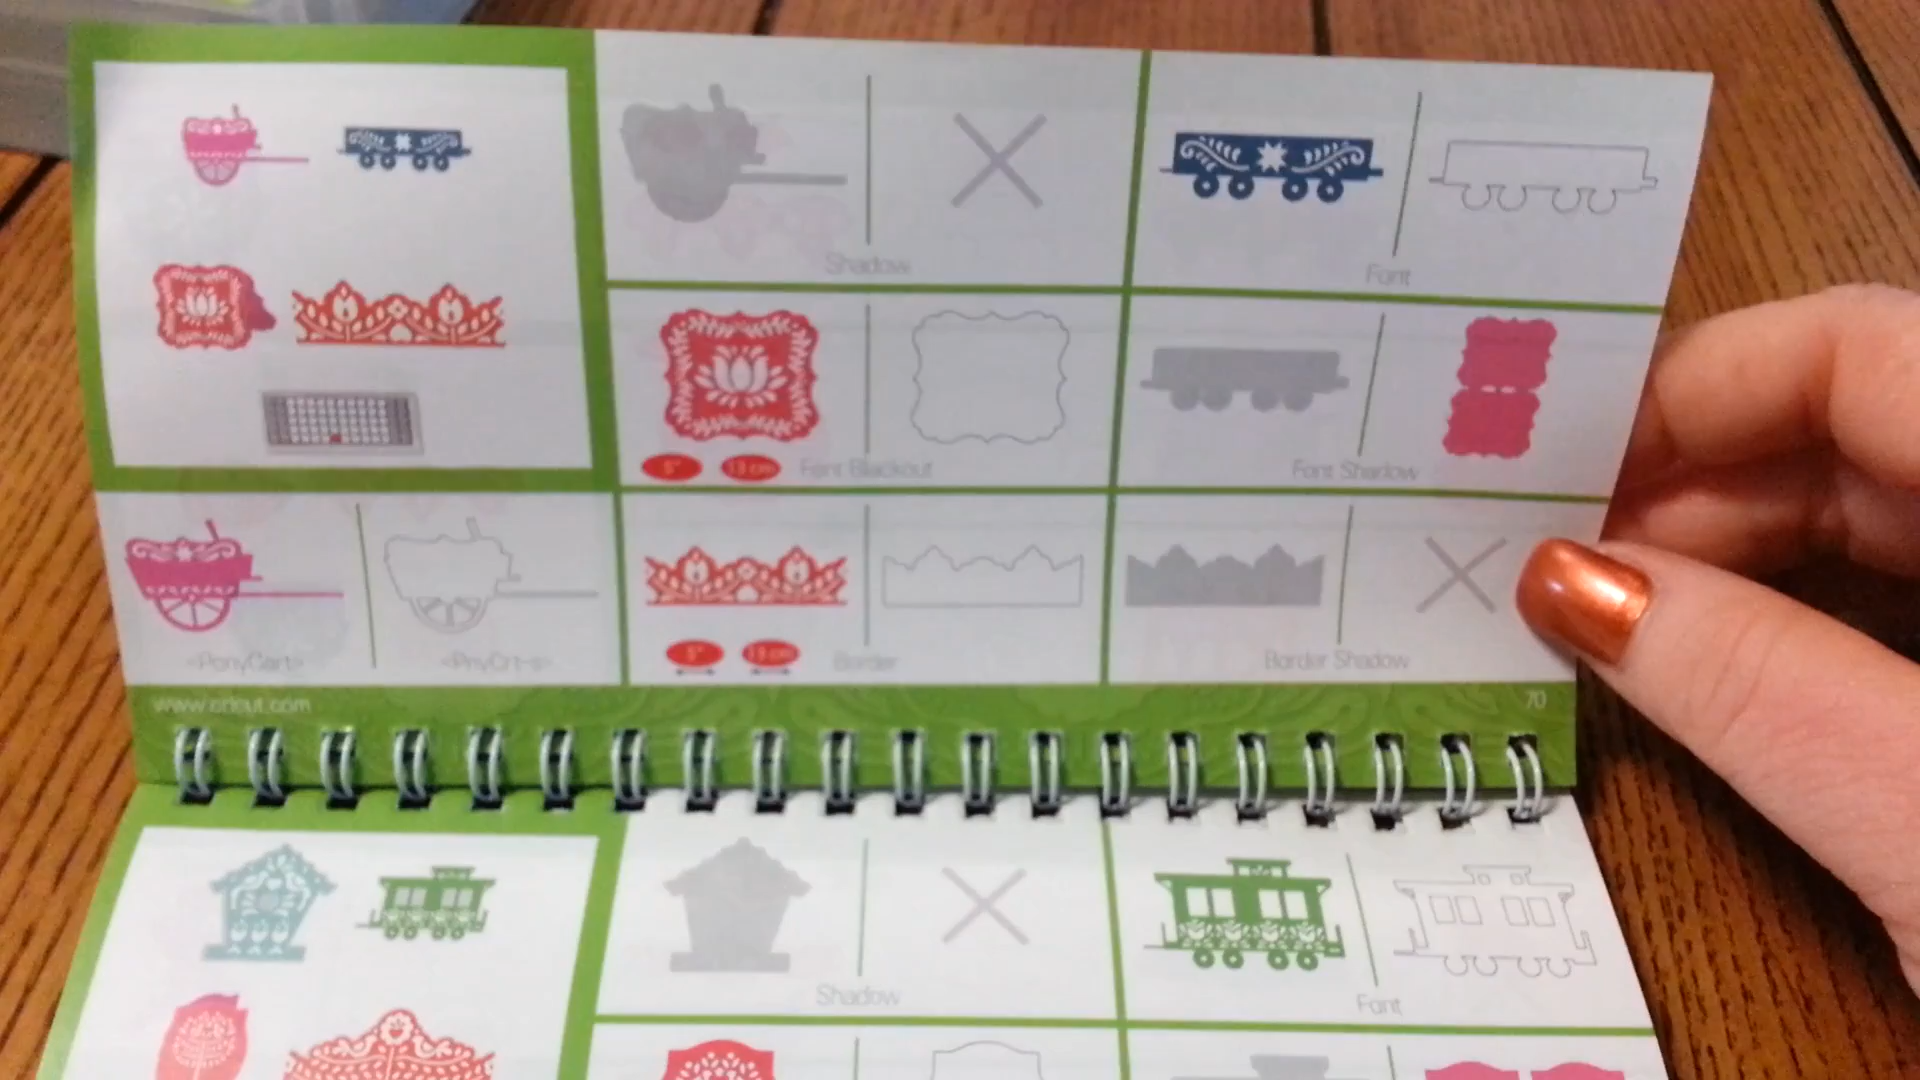 Shadow
Font
5" 13 cm Font Blackout
Font Shadow
<PonyCart>
<PnyCrt-s>
5" 13 cm Border
Border Shadow
www.cricut.com
70
Shadow
Font